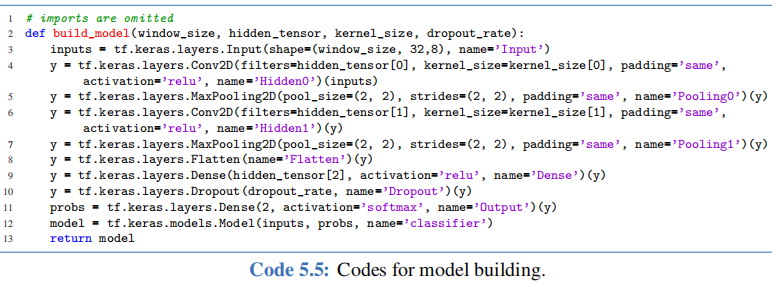 1 # imports are omitted
2 def build_model(window_size, hidden_tensor, kernel_size, dropout_rate):
3 inputs = tf.keras.layers.Input(shape=(window_size, 32,8), name='Input')
4 y = tf.keras.layers.Conv2D(filters=hidden_tensor[0], kernel_size=kernel_size[0], padding='same',
activation='relu', name='Hidden0')(inputs)
5 y = tf.keras.layers.MaxPooling2D(pool_size=(2, 2), strides=(2, 2), padding='same', name='Pooling0')(y)
6 y = tf.keras.layers.Conv2D(filters=hidden_tensor[1], kernel_size=kernel_size[1], padding='same',
activation='relu', name='Hidden1')(y)
7 y = tf.keras.layers.MaxPooling2D(pool_size=(2, 2), strides=(2, 2), padding='same', name='Pooling1')(y)
8 y = tf.keras.layers.Flatten(name='Flatten')(y)
9 y = tf.keras.layers.Dense(hidden_tensor[2], activation='relu', name='Dense')(y)
10 y = tf.keras.layers.Dropout(dropout_rate, name='Dropout')(y)
11 probs = tf.keras.layers.Dense(2, activation='softmax', name='Output')(y)
12 model = tf.keras.models.Model(inputs, probs, name='classifier')
13 return model
Code 5.5: Codes for model building.